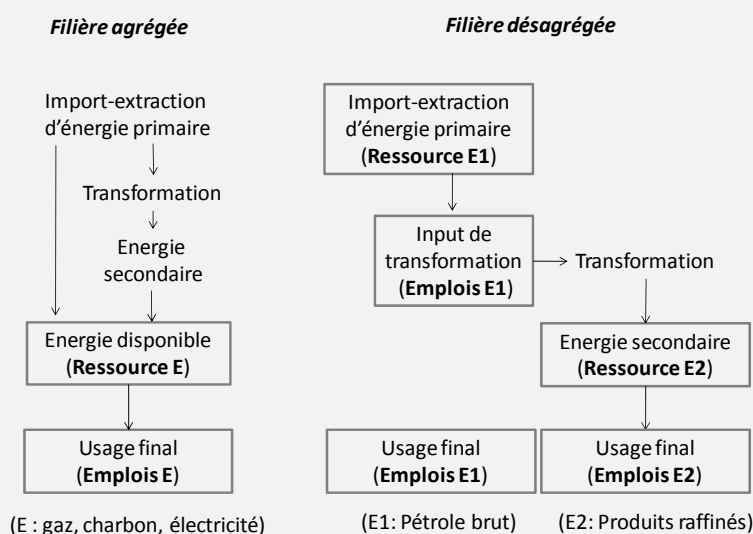 Filière agrégée
Import-extraction
d'énergie primaire
Transformation
Energie
secondaire
Energie disponible
(Ressource E)
Usage final
(Emplois E)
(E : gaz, charbon, électricité)
Filière désagrégée
Import-extraction
d'énergie primaire
(Ressource E1)
Input de
transformation
(Emplois E1)
Transformation
Energie secondaire
(Ressource E2)
Usage final
(Emplois E1)
Usage final
(Emplois E2)
(E1: Pétrole brut)
(E2: Produits raffinés)